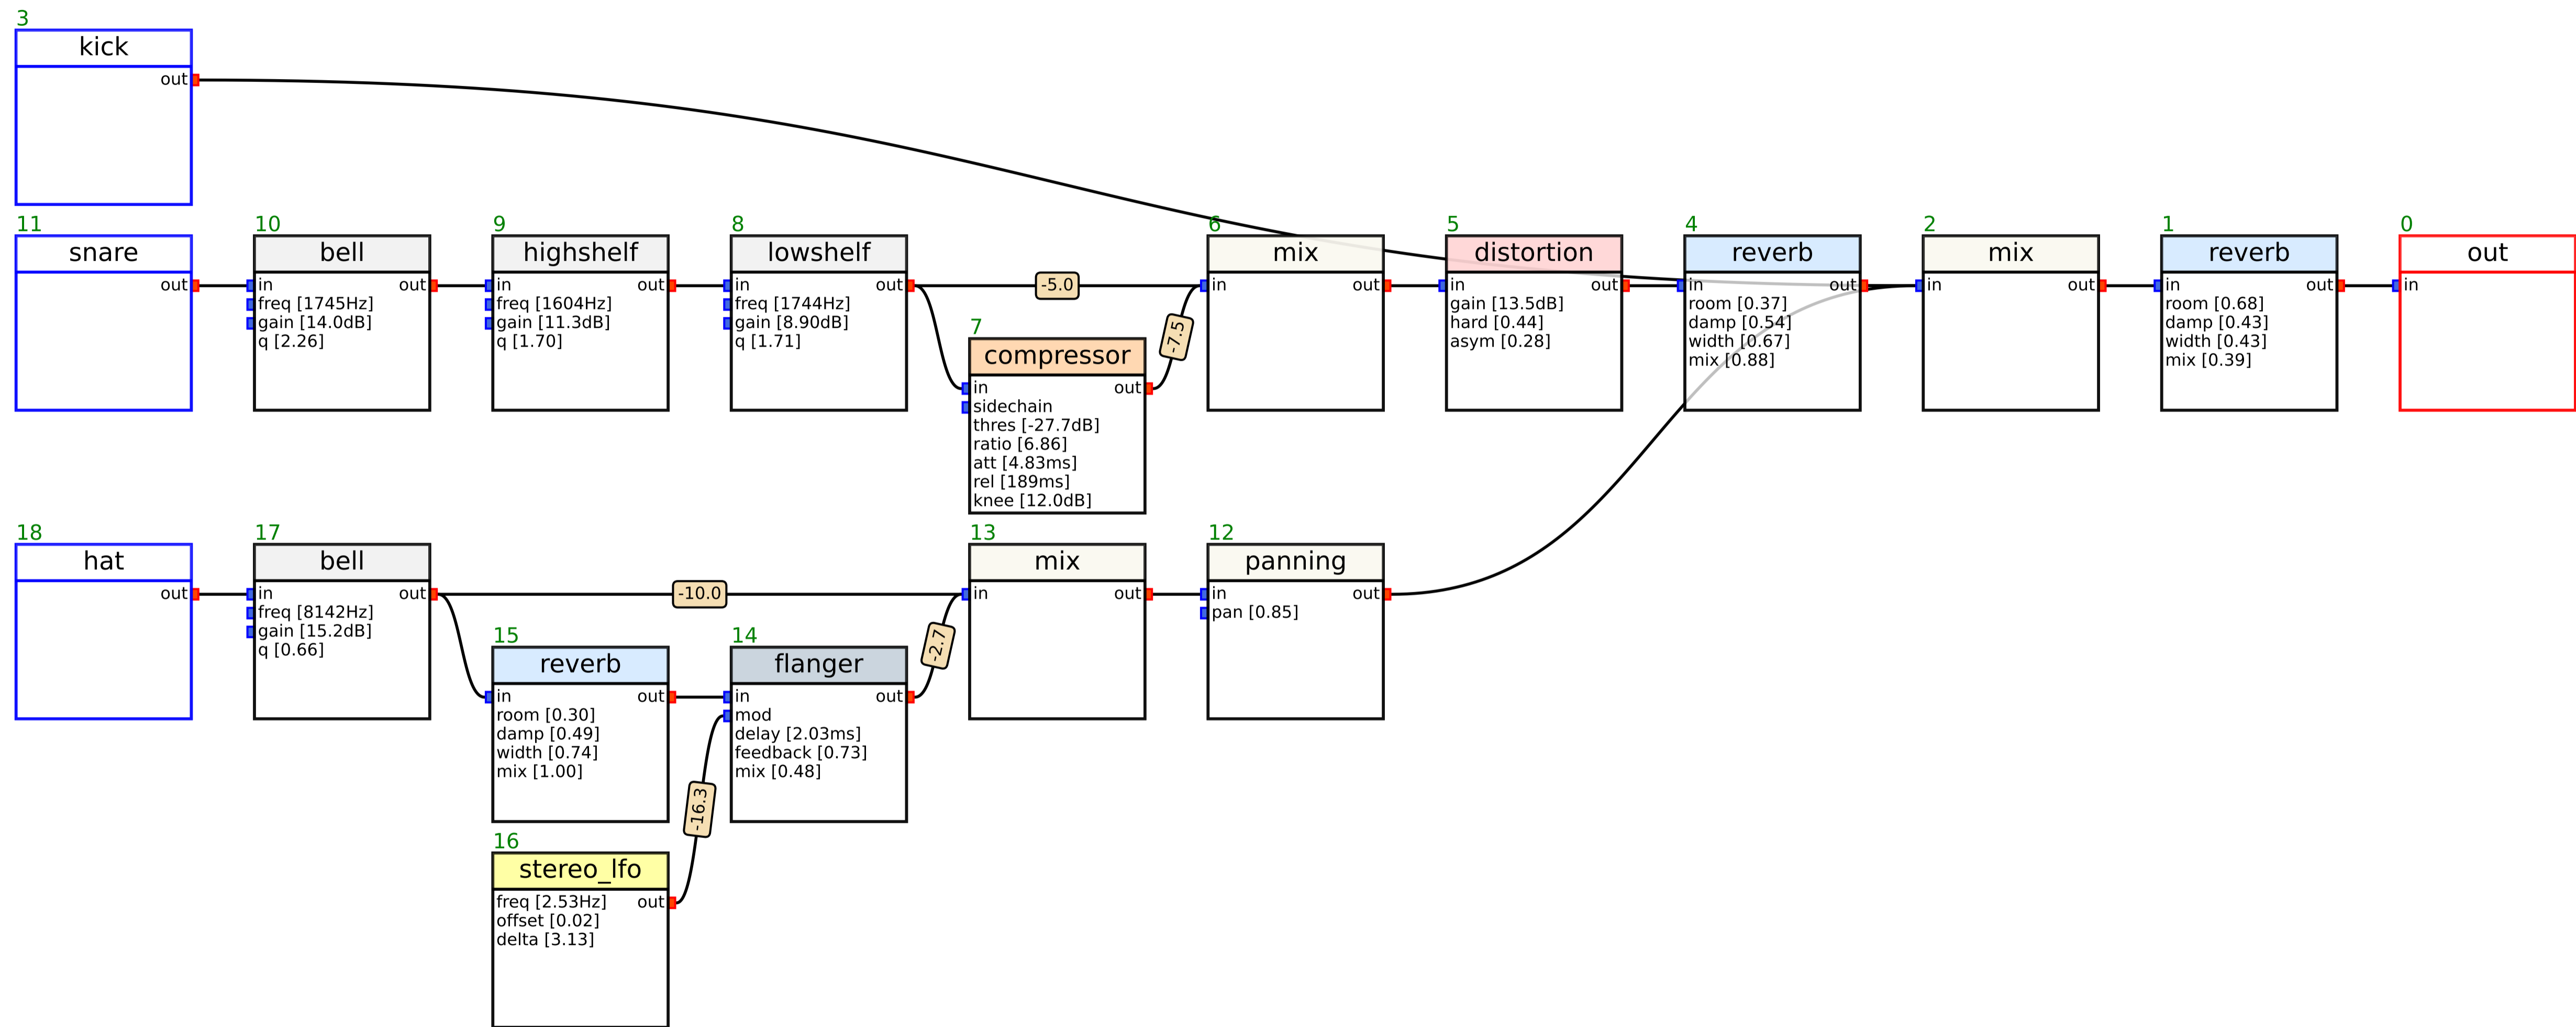 3
kick
out
11
snare
out
10
bell
in out
freq [1745Hz]
gain [14.0dB]
q [2.26]
9
highshelf
in out
freq [1604Hz]
gain [11.3dB]
q [1.70]
8
lowshelf
in out
freq [1744Hz]
gain [8.90dB]
q [1.71]
-5.0
7
compressor
in out
sidechain
thres [-27.7dB]
ratio [6.86]
att [4.83ms]
rel [189ms]
knee [12.0dB]
-7.5
6
mix
in out
5
distortion
in out
gain [13.5dB]
hard [0.44]
asym [0.28]
4
reverb
in out
room [0.37]
damp [0.54]
width [0.67]
mix [0.88]
2
mix
in out
1
reverb
in out
room [0.68]
damp [0.43]
width [0.43]
mix [0.39]
0
out
in
18
hat
out
17
bell
in out
freq [8142Hz]
gain [15.2dB]
q [0.66]
-10.0
15
reverb
in out
room [0.30]
damp [0.49]
width [0.74]
mix [1.00]
14
flanger
in out
mod
delay [2.03ms]
feedback [0.73]
mix [0.48]
-2.7
-16.3
16
stereo_lfo
freq [2.53Hz] out
offset [0.02]
delta [3.13]
13
mix
in out
12
panning
in out
pan [0.85]